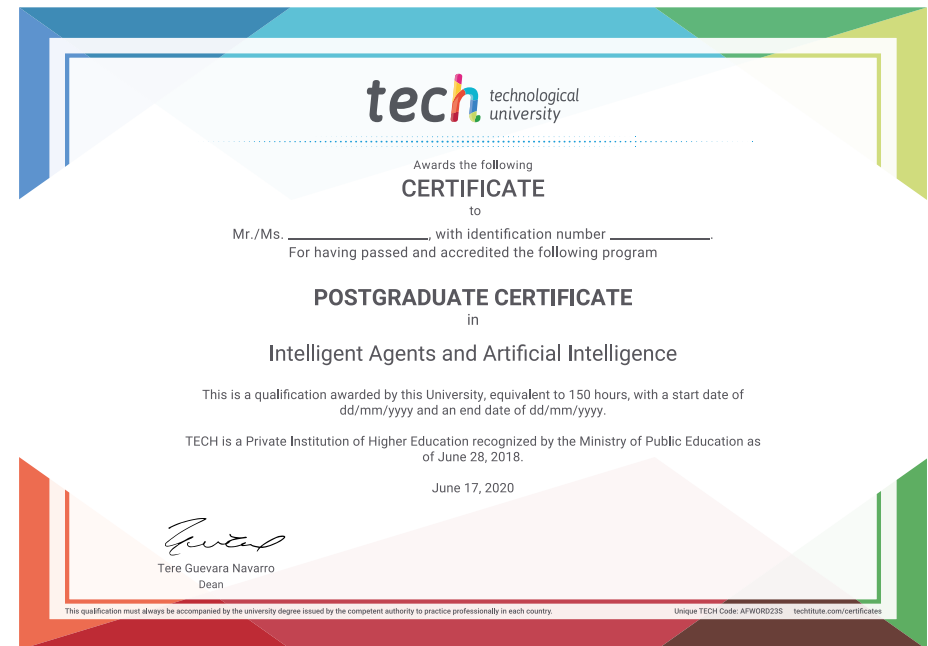 tech technological
university
Awards the following
CERTIFICATE
to
Mr./Ms. ____________________, with identification number ______________.
For having passed and accredited the following program
POSTGRADUATE CERTIFICATE
in
Intelligent Agents and Artificial Intelligence
This is a qualification awarded by this University, equivalent to 150 hours, with a start date of
dd/mm/yyyy and an end date of dd/mm/yyyy.
TECH is a Private Institution of Higher Education recognized by the Ministry of Public Education as
of June 28, 2018.
June 17, 2020
Tere Guevara Navarro
Dean
This qualification must always be accompanied by the university degree issued by the competent authority to practice professionally in each country. Unique TECH Code: AFWORD23S techtitute.com/certificates